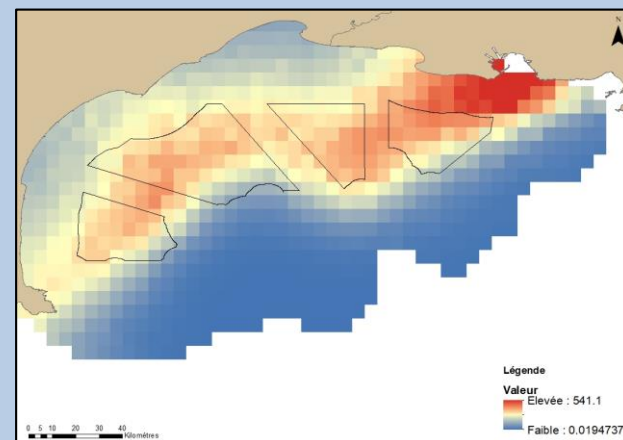 N
Légende
Valeur
Elevée : 541.1
Faible : 0.0194737
0 5 10 20 30 40
Kilomètres